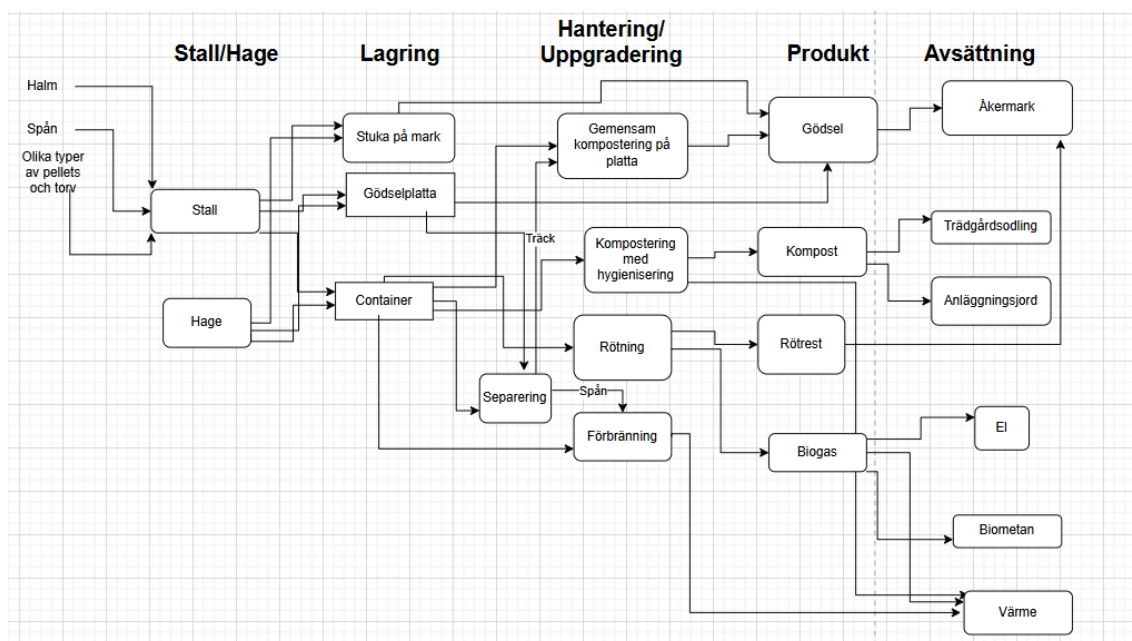 Hantering/
Uppgradering
Stall/Hage
Lagring
Produkt
Avsättning
Halm
Spån
Olika typer
av pellets
och torv
Stall
Hage
Stuka på mark
Gödselplatta
Container
Gemensam
kompostering på
platta
Träck
Kompostering
med
hygienisering
Rötning
Separering
Spån
Förbränning
Gödsel
Kompost
Rötrest
Biogas
Åkermark
Trädgårdsodling
Anläggningsjord
El
Biometan
Värme